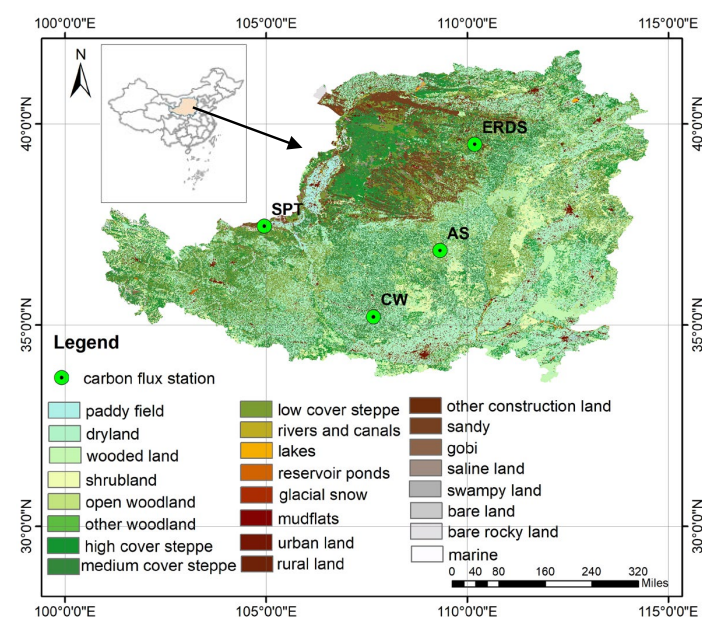 100°0'0"E 105°0'0"E 110°0'0"E 115°0'0"E
N
40°0'0"N 40°0'0"N
ERDS
SPT
AS
CW
35°0'0"N 35°0'0"N
Legend
carbon flux station
paddy field
dryland
wooded land
shrubland
open woodland
other woodland
high cover steppe
medium cover steppe
low cover steppe
rivers and canals
lakes
reservoir ponds
glacial snow
mudflats
urban land
rural land
other construction land
sandy
gobi
saline land
swampy land
bare land
bare rocky land
marine
30°0'0"N 30°0'0"N
0 40 80 160 240 320
Miles
100°0'0"E 105°0'0"E 110°0'0"E 115°0'0"E